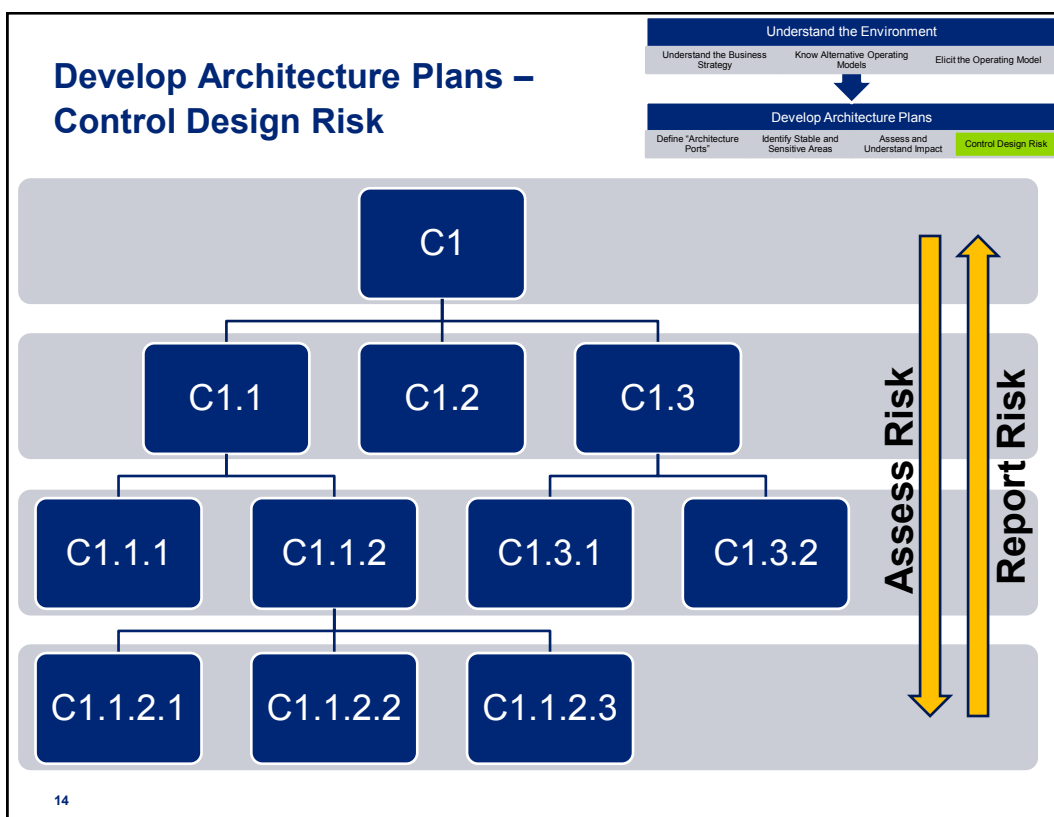 Develop Architecture Plans –
Control Design Risk
Understand the Environment
Understand the Business
Strategy
Know Alternative Operating
Models
Elicit the Operating Model
Develop Architecture Plans
Define “Architecture
Ports”
Identify Stable and
Sensitive Areas
Assess and
Understand Impact
Control Design Risk
C1
C1.1
C1.2
C1.3
C1.1.1
C1.1.2
C1.3.1
C1.3.2
C1.1.2.1
C1.1.2.2
C1.1.2.3
Assess Risk
Report Risk
14